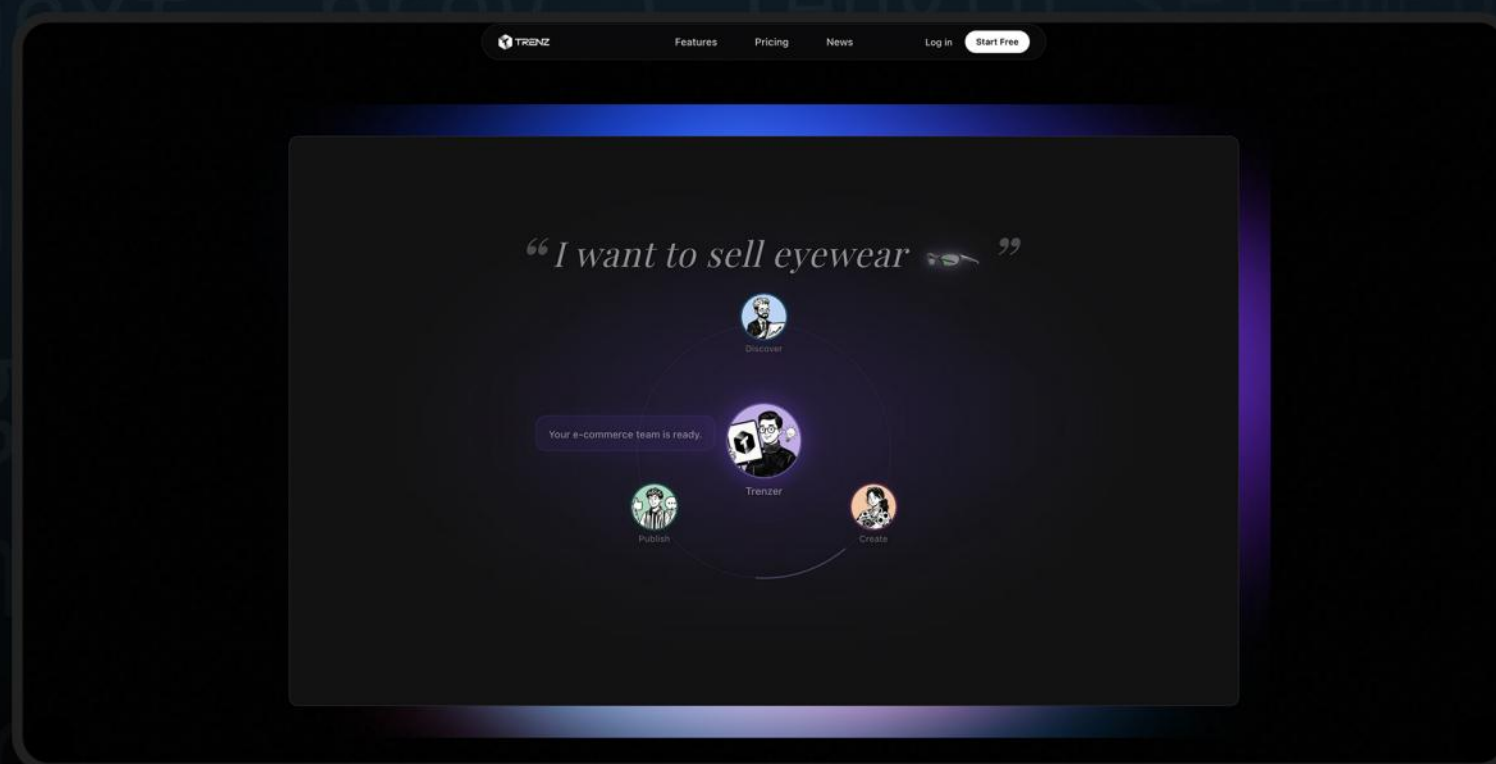 TRENZ Features Pricing News Log in Start Free
“I want to sell eyewear ”
Discover
Your e-commerce team is ready.
Trenzer
Publish
Create